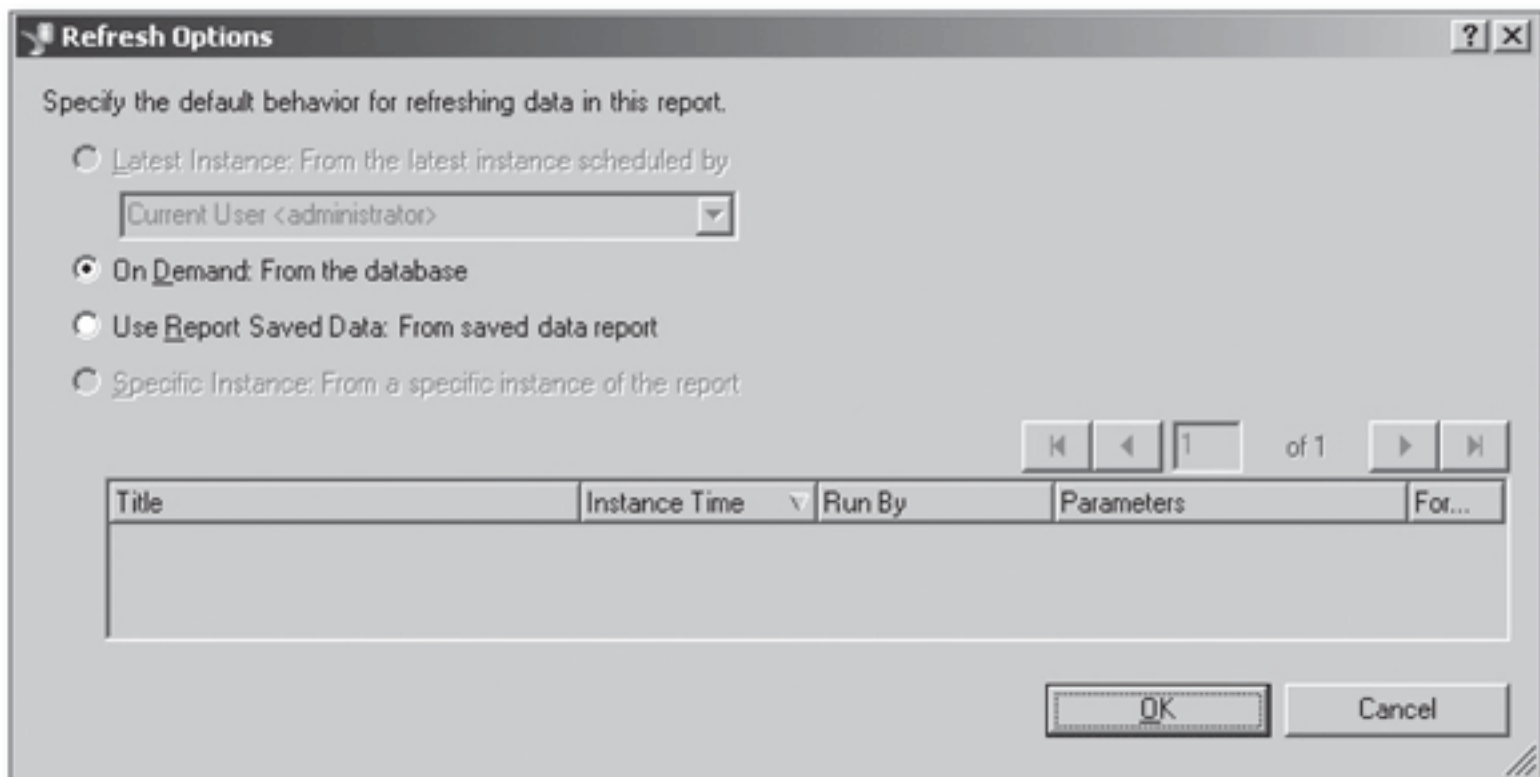 Refresh Options
Specify the default behavior for refreshing data in this report.
Latest Instance: From the latest instance scheduled by
Current User <administrator>
On Demand: From the database
Use Report Saved Data: From saved data report
Specific Instance: From a specific instance of the report
1 of 1
Title Instance Time Run By Parameters For...
OK Cancel